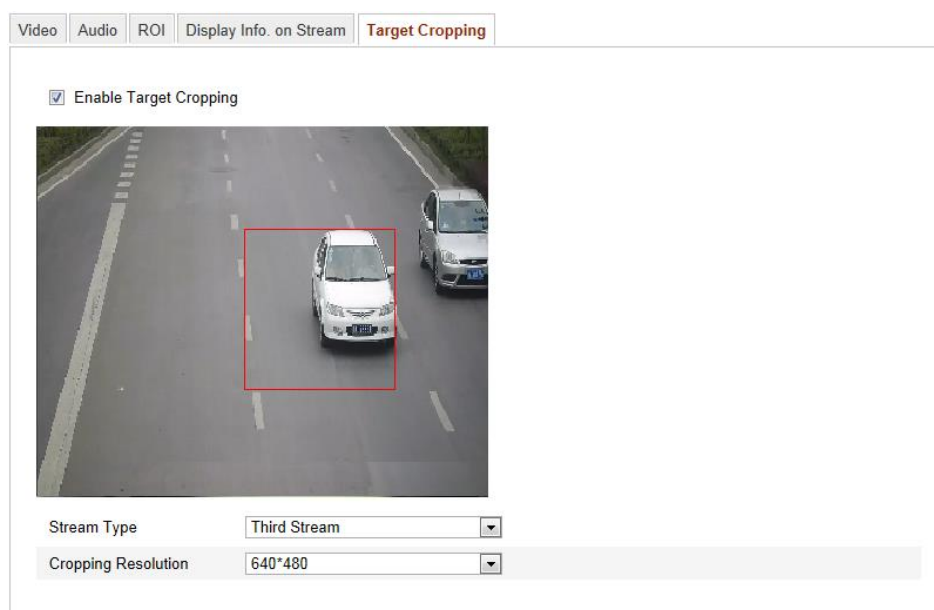 Video Audio ROI Display Info. on Stream Target Cropping
Enable Target Cropping
Stream Type Third Stream
Cropping Resolution 640*480